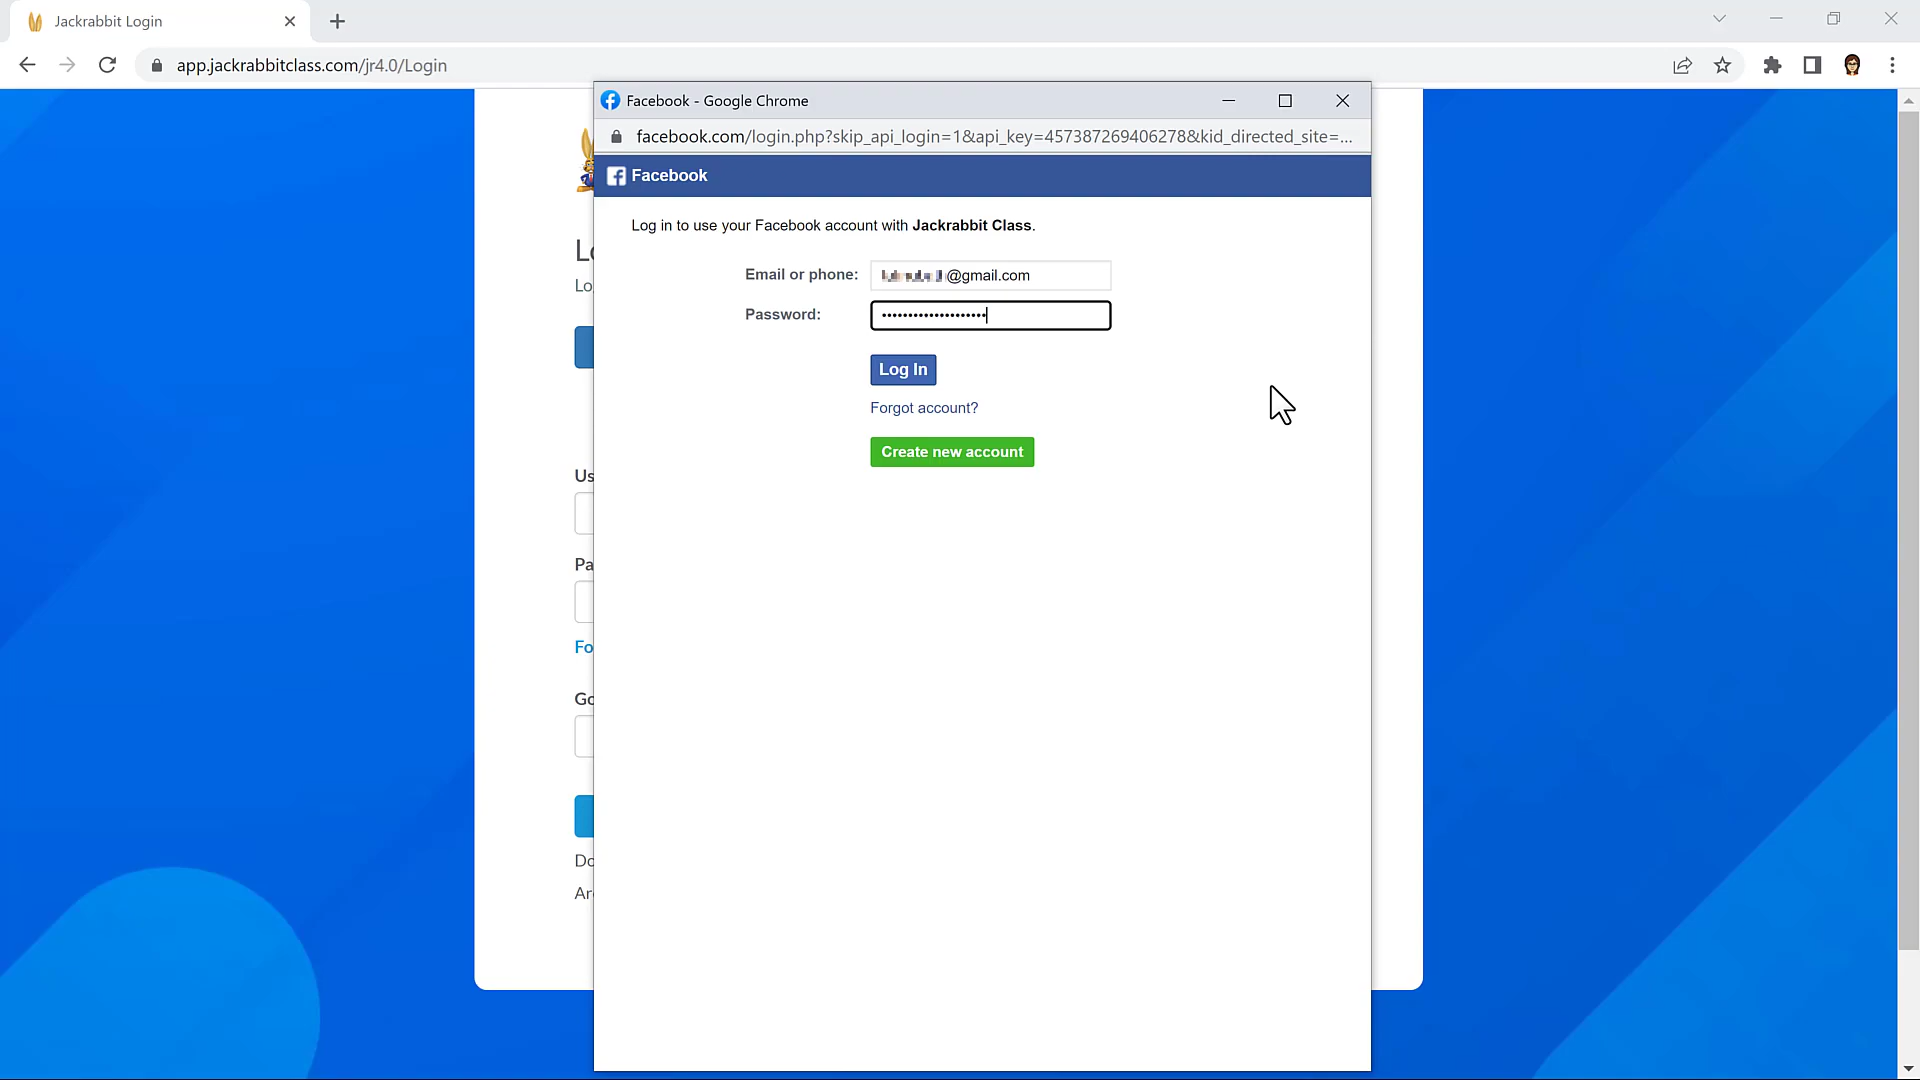 Jackrabbit Login
app.jackrabbitclass.com/jr4.0/Login
Facebook - Google Chrome
facebook.com/login.php?skip_api_login=1&api_key=457387269406278&kid_directed_site=...
Facebook
Log in to use your Facebook account with Jackrabbit Class.
Email or phone:
@gmail.com
Password:
Log In
Forgot account?
Create new account
Lo
Us
Pa
Fo
Go
Do